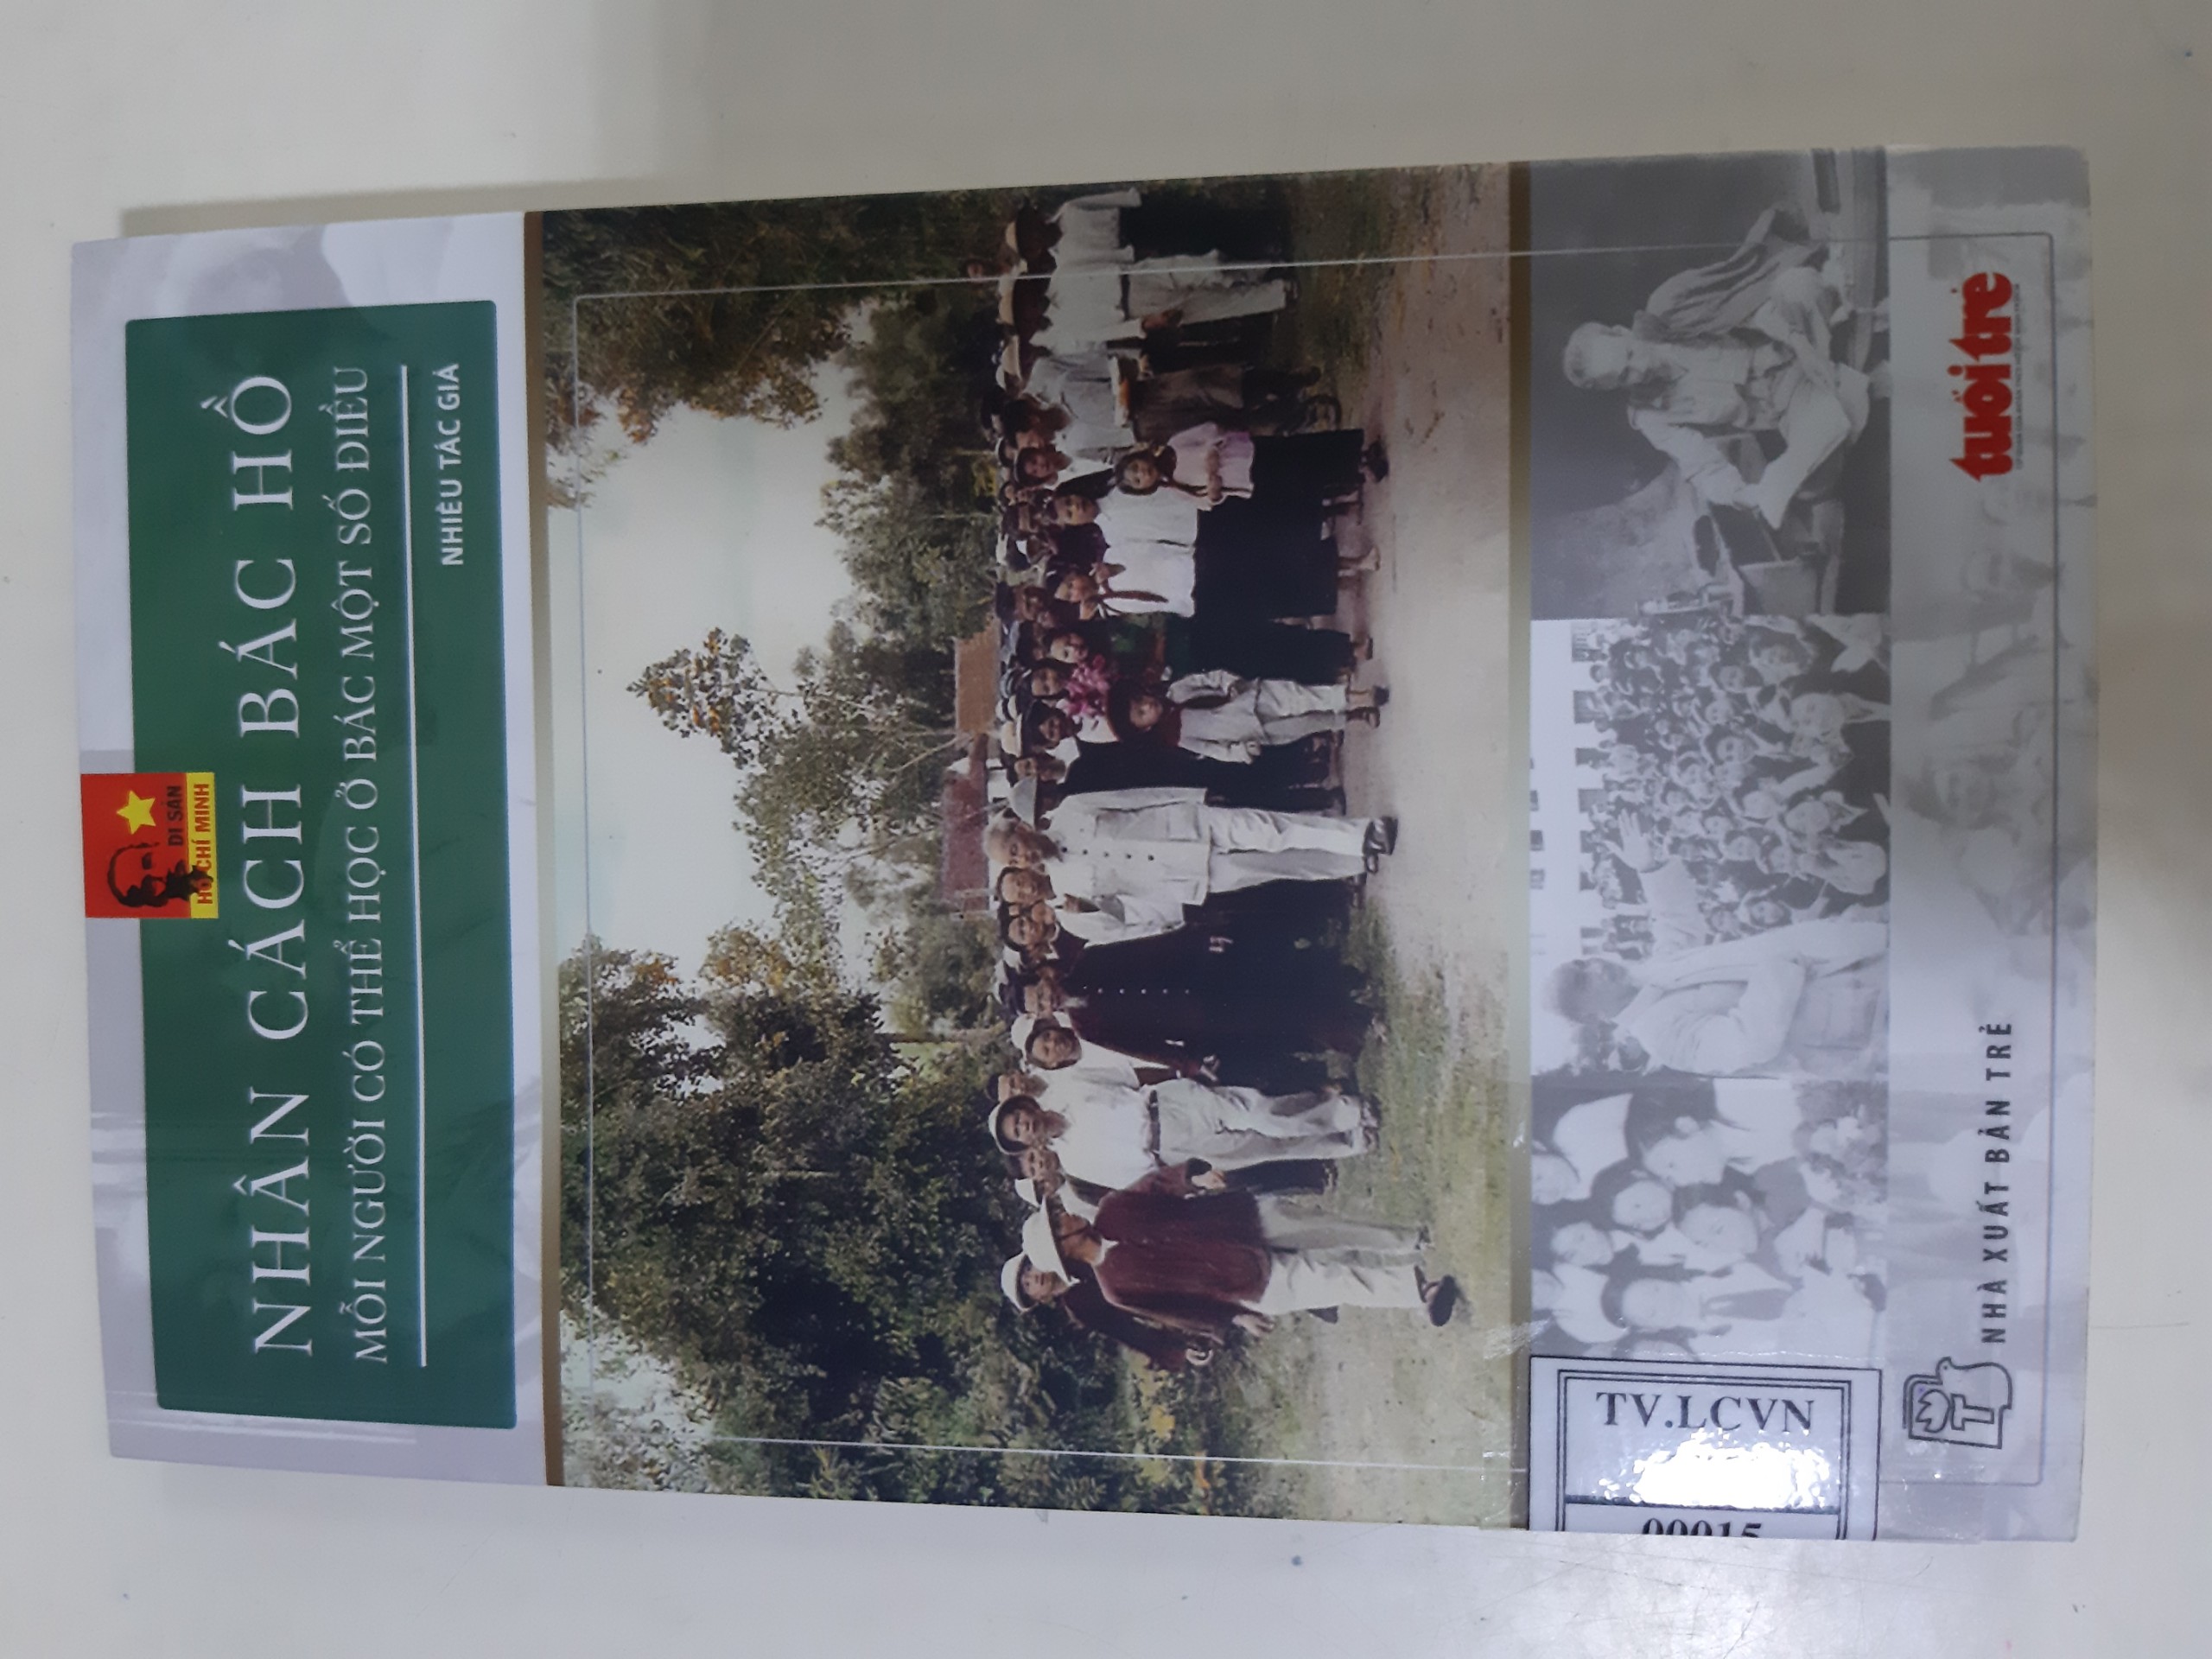 DI SẢN
HỒ CHÍ MINH
NHÂN CÁCH BÁC HỒ
MỖI NGƯỜI CÓ THỂ HỌC Ở BÁC MỘT SỐ ĐIỀU
NHIỀU TÁC GIẢ
TV.LCVN
00015
T
NHÀ XUẤT BẢN TRẺ
tuổi trẻ